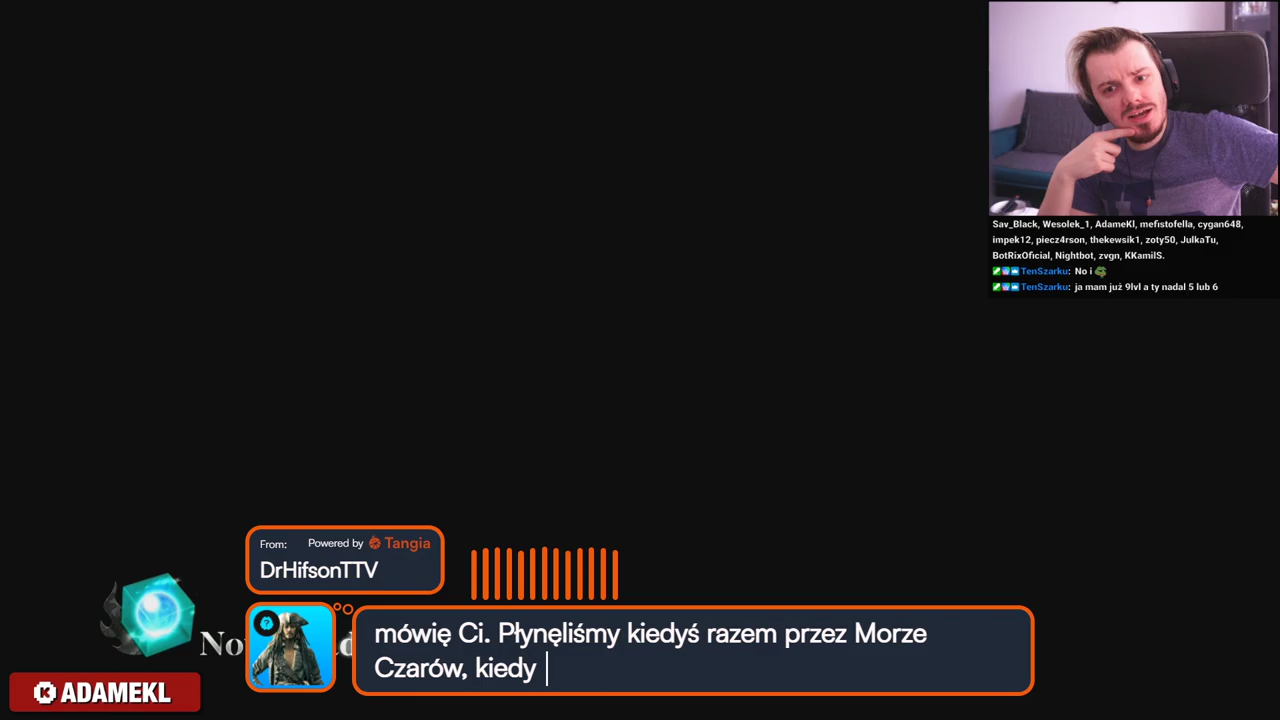 Sav_Black, Wesolek_1, AdameKl, mefistofella, cygan648,
impek12, piecz4rson, thekewsik1, zoty50, JulkaTu,
BotRixOficial, Nightbot, zvgn, KKamilS.
TenSzarku: No i
TenSzarku: ja mam już 9lvl a ty nadal 5 lub 6
From: Powered by Tangia
DrHifsonTTV
mówię Ci. Płynęliśmy kiedyś razem przez Morze
Czarów, kiedy
ADAMEKL